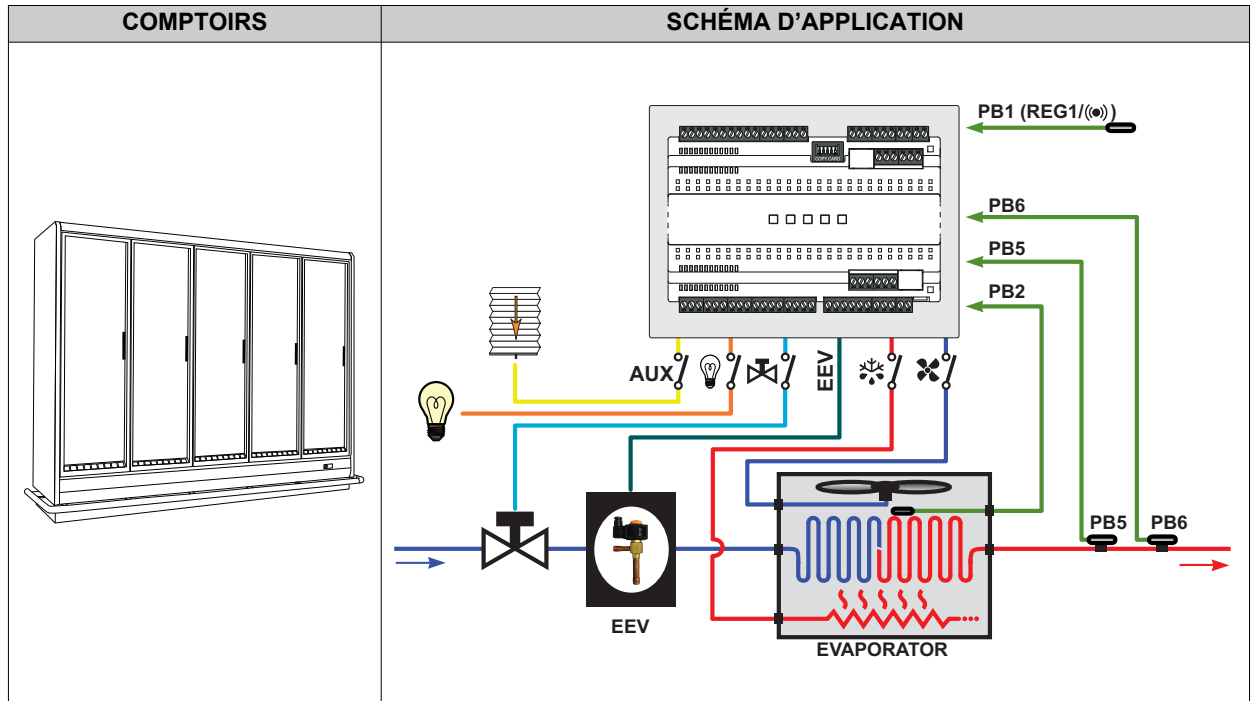 COMPTOIRS
SCHÉMA D'APPLICATION
PB1 (REG1/ )
COPY CARD
PB6
PB5
PB2
AUX
EEV
PB5
PB6
EEV
EVAPORATOR